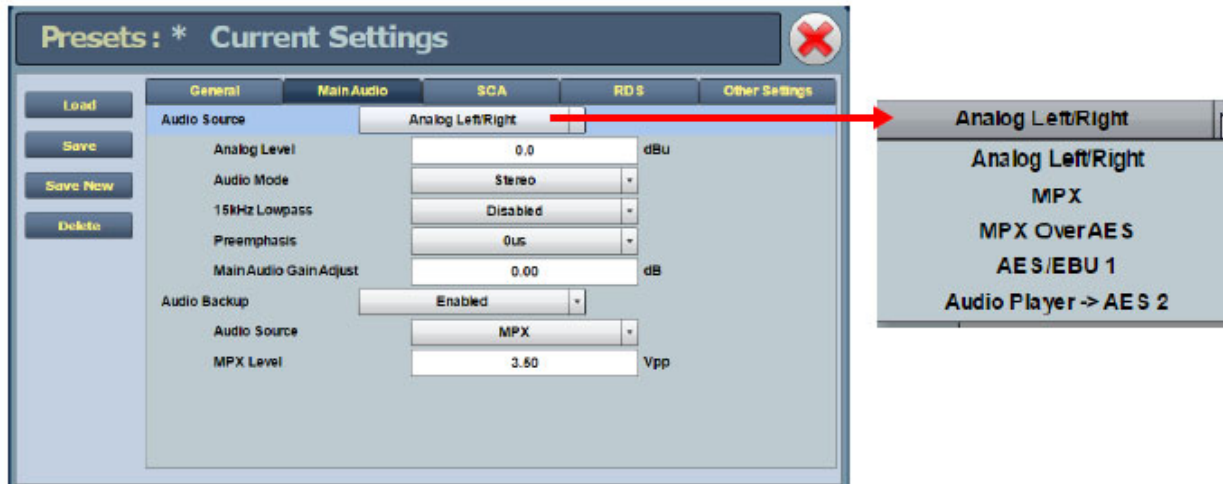 Presets: * Current Settings
Load
Save
Save New
Delete
General Main Audio SCA RDS Other Settings
Audio Source Analog Left/Right
Analog Level 0.0 dBu
Audio Mode Stereo
15kHz Lowpass Disabled
Preemphasis 0us
Main Audio Gain Adjust 0.00 dB
Audio Backup Enabled
Audio Source MPX
MPX Level 3.50 Vpp
Analog Left/Right
Analog Left/Right
MPX
MPX Over AES
AES/EBU 1
Audio Player -> AES 2